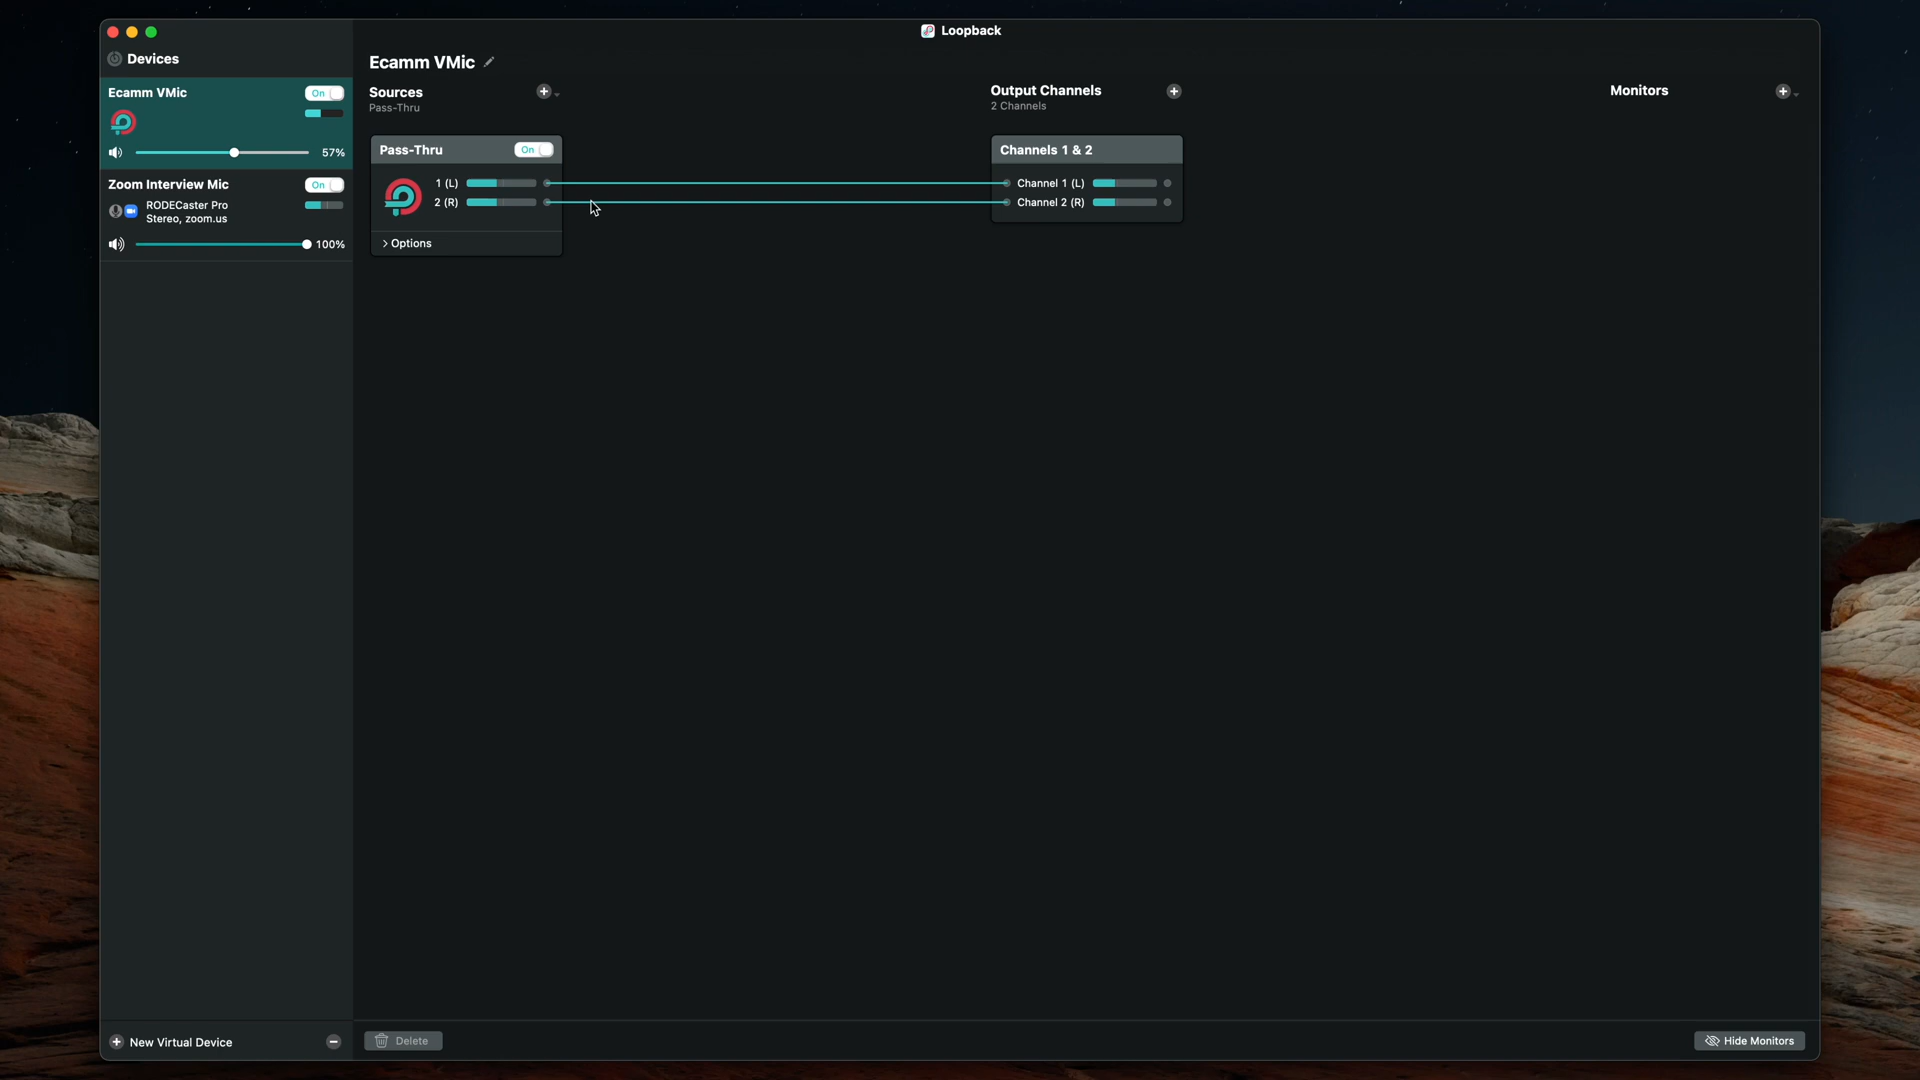 Loopback
Devices
Ecamm VMic
On
57%
Zoom Interview Mic
On
RODECaster Pro
Stereo, zoom.us
100%
New Virtual Device
Ecamm VMic
Sources
Pass-Thru
Pass-Thru
On
1 (L)
2 (R)
> Options
Output Channels
2 Channels
Channels 1 & 2
Channel 1 (L)
Channel 2 (R)
Monitors
Delete
Hide Monitors